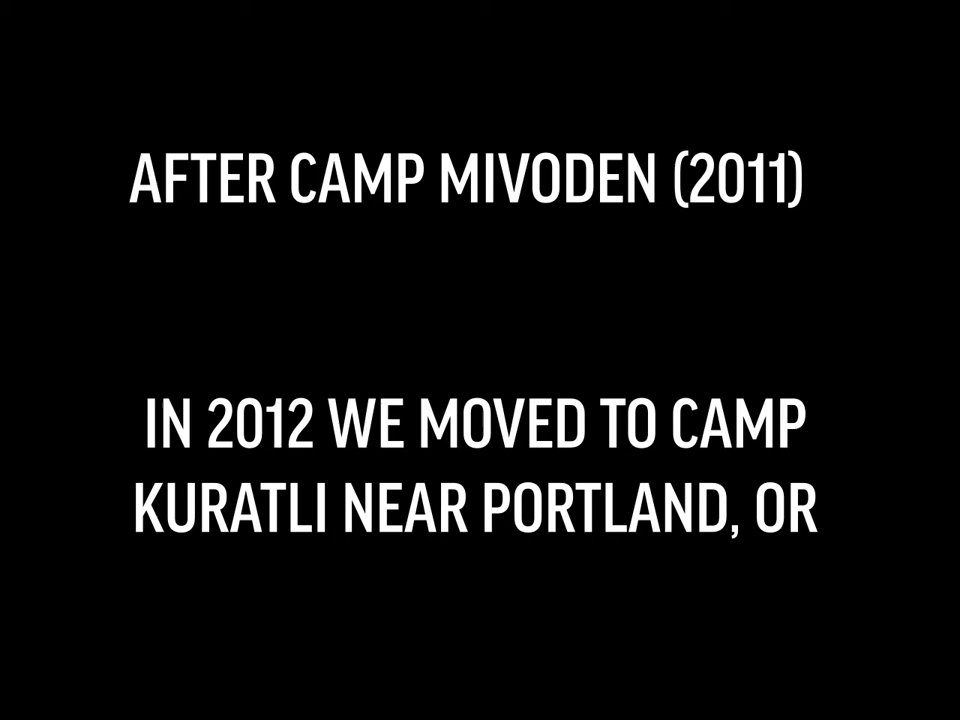 AFTER CAMP MIVODEN (2011)
IN 2012 WE MOVED TO CAMP
KURATLI NEAR PORTLAND, OR